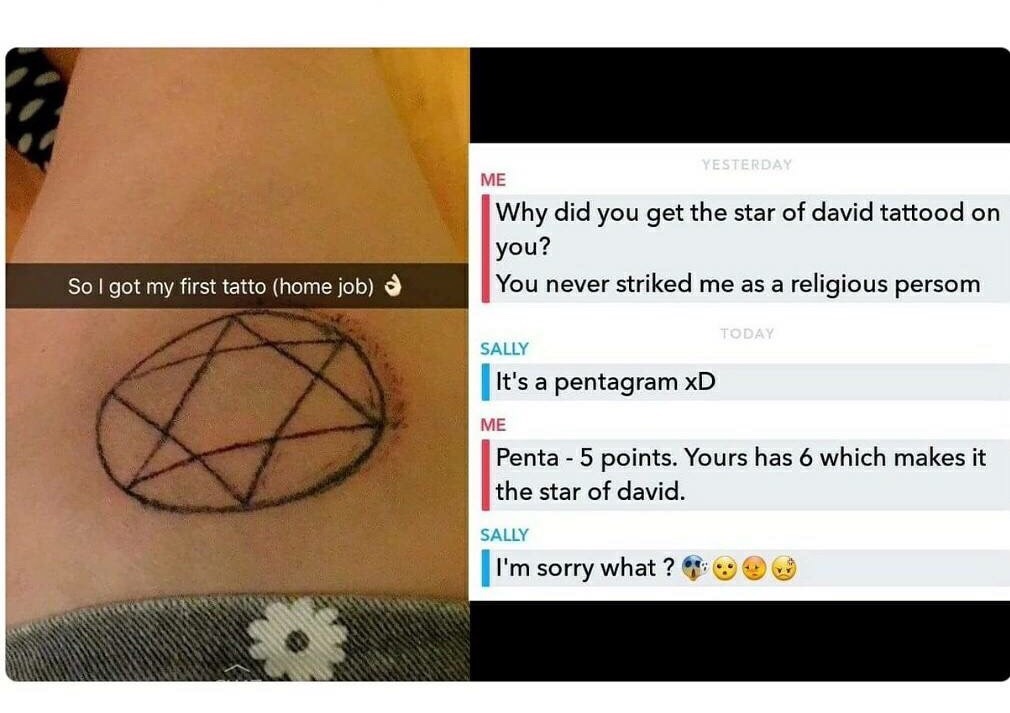 So I got my first tatto (home job) 👌🏻
YESTERDAY
ME
Why did you get the star of david tattood on
you?
You never striked me as a religious persom
TODAY
SALLY
It's a pentagram xD
ME
Penta - 5 points. Yours has 6 which makes it
the star of david.
SALLY
I'm sorry what ? 😱😯😳😡